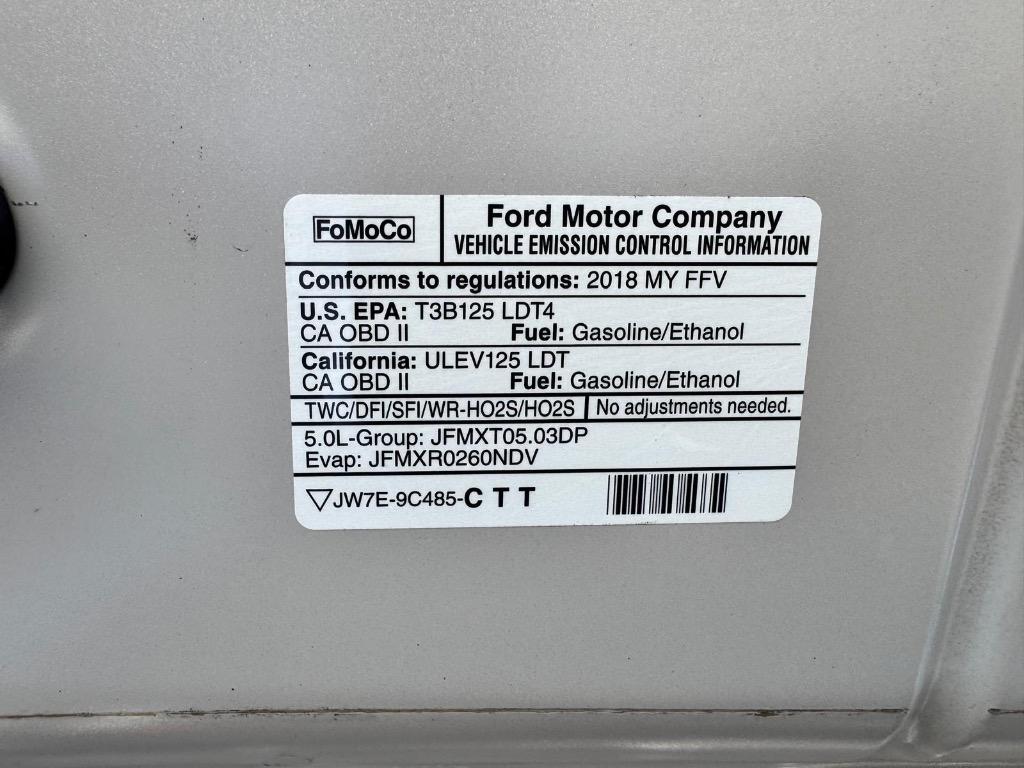 FoMoCo
Ford Motor Company
VEHICLE EMISSION CONTROL INFORMATION
Conforms to regulations: 2018 MY FFV
U.S. EPA: T3B125 LDT4
CA OBD II Fuel: Gasoline/Ethanol
California: ULEV125 LDT
CA OBD II Fuel: Gasoline/Ethanol
TWC/DFI/SFI/WR-HO2S/HO2S No adjustments needed.
5.0L-Group: JFMXT05.03DP
Evap: JFMXR0260NDV
JW7E-9C485-CTT